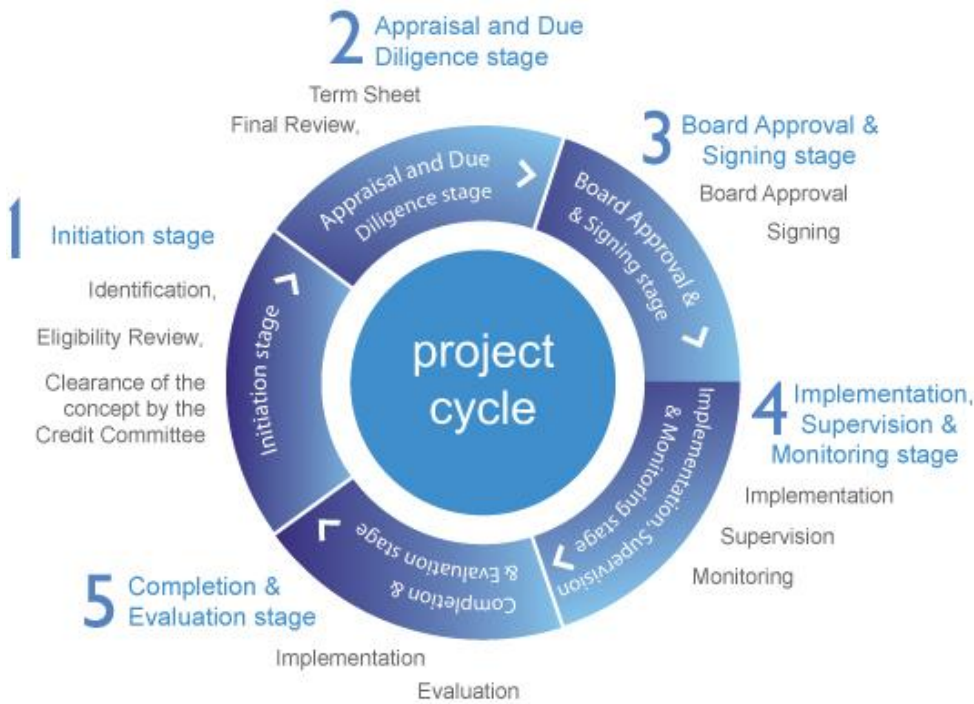 2 Appraisal and Due
Diligence stage
Term Sheet
Final Review,
3 Board Approval &
Signing stage
Board Approval
Signing
1 Initiation stage
Identification,
Eligibility Review,
Clearance of the
concept by the
Credit Committee
Appraisal and Due
Diligence stage
Board Approval &
& Signing stage
Initiation stage
project
cycle
Implementation, Supervision
& Monitoring stage
Completion &
& Evaluation stage
4 Implementation,
Supervision &
Monitoring stage
Implementation
Supervision
Monitoring
5 Completion &
Evaluation stage
Implementation
Evaluation